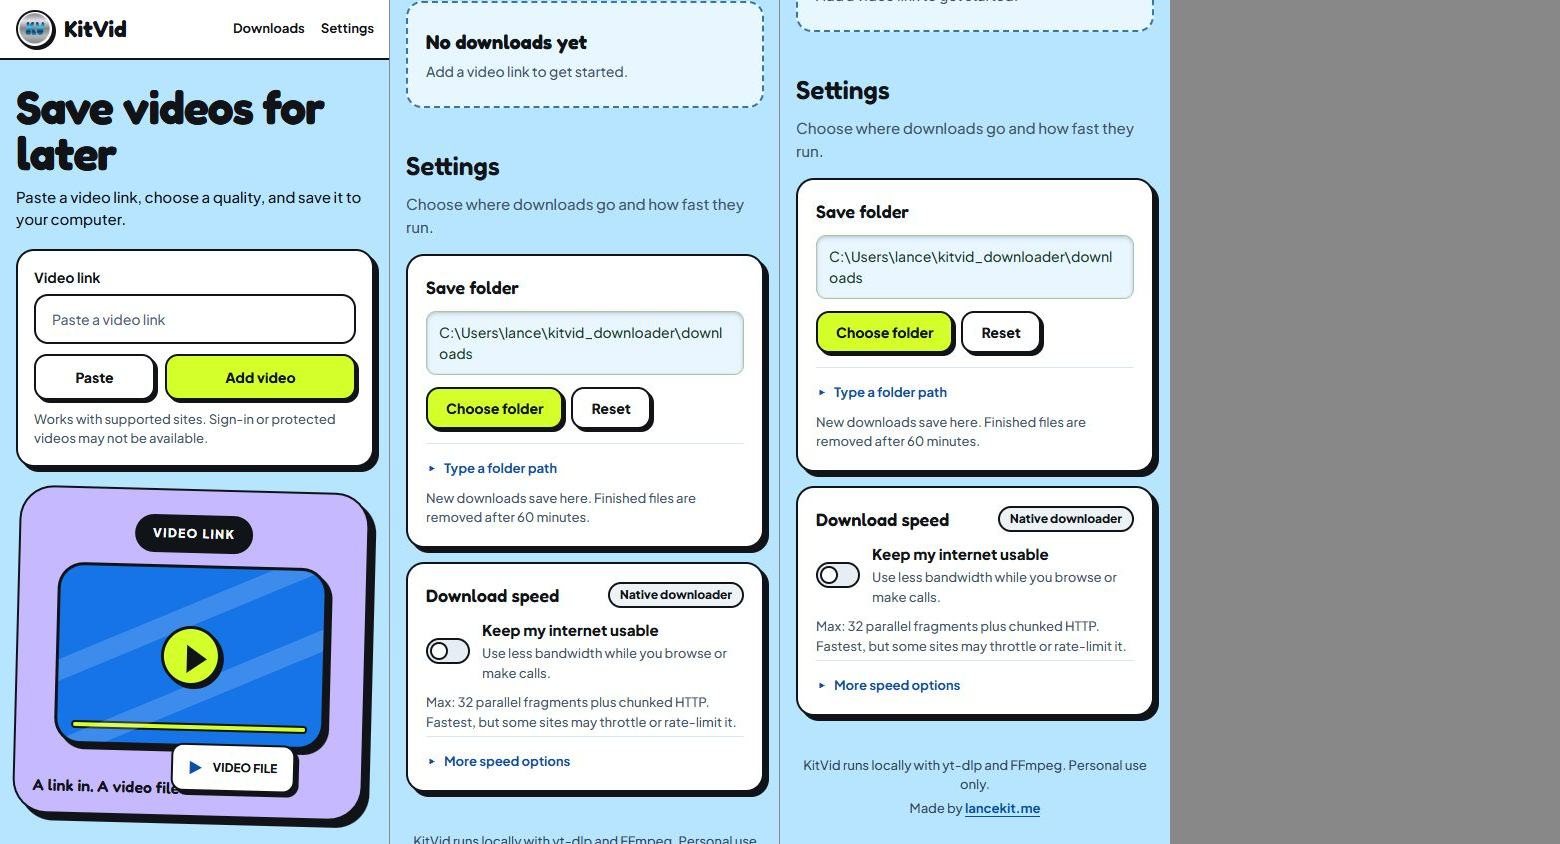 KitVid
Downloads
Settings
Save videos for
later
Paste a video link, choose a quality, and save it to
your computer.
Video link
Paste a video link
Paste
Add video
Works with supported sites. Sign-in or protected
videos may not be available.
VIDEO LINK
VIDEO FILE
A link in. A video file
No downloads yet
Add a video link to get started.
Settings
Choose where downloads go and how fast they
run.
Save folder
C:\Users\lance\kitvid_downloader\downl
oads
Choose folder
Reset
Type a folder path
New downloads save here. Finished files are
removed after 60 minutes.
Download speed
Native downloader
Keep my internet usable
Use less bandwidth while you browse or
make calls.
Max: 32 parallel fragments plus chunked HTTP.
Fastest, but some sites may throttle or rate-limit it.
More speed options
KitVid runs locally with yt-dlp and FFmpeg. Personal use
Settings
Choose where downloads go and how fast they
run.
Save folder
C:\Users\lance\kitvid_downloader\downl
oads
Choose folder
Reset
Type a folder path
New downloads save here. Finished files are
removed after 60 minutes.
Download speed
Native downloader
Keep my internet usable
Use less bandwidth while you browse or
make calls.
Max: 32 parallel fragments plus chunked HTTP.
Fastest, but some sites may throttle or rate-limit it.
More speed options
KitVid runs locally with yt-dlp and FFmpeg. Personal use
only.
Made by lancekit.me